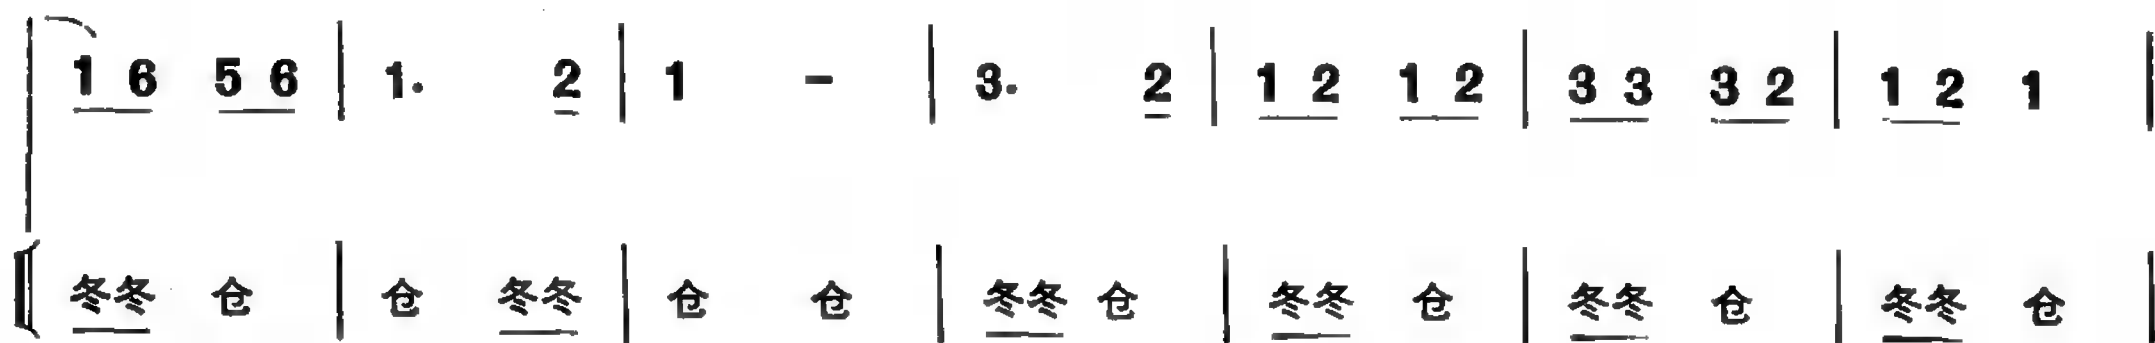 1 6 5 6 | 1. 2 | 1 - | 3. 2 | 1 2 1 2 | 3 3 3 2 | 1 2 1 |
冬冬 仓 | 仓 冬冬 | 仓 仓 | 冬冬 仓 | 冬冬 仓 | 冬冬 仓 | 冬冬 仓 |